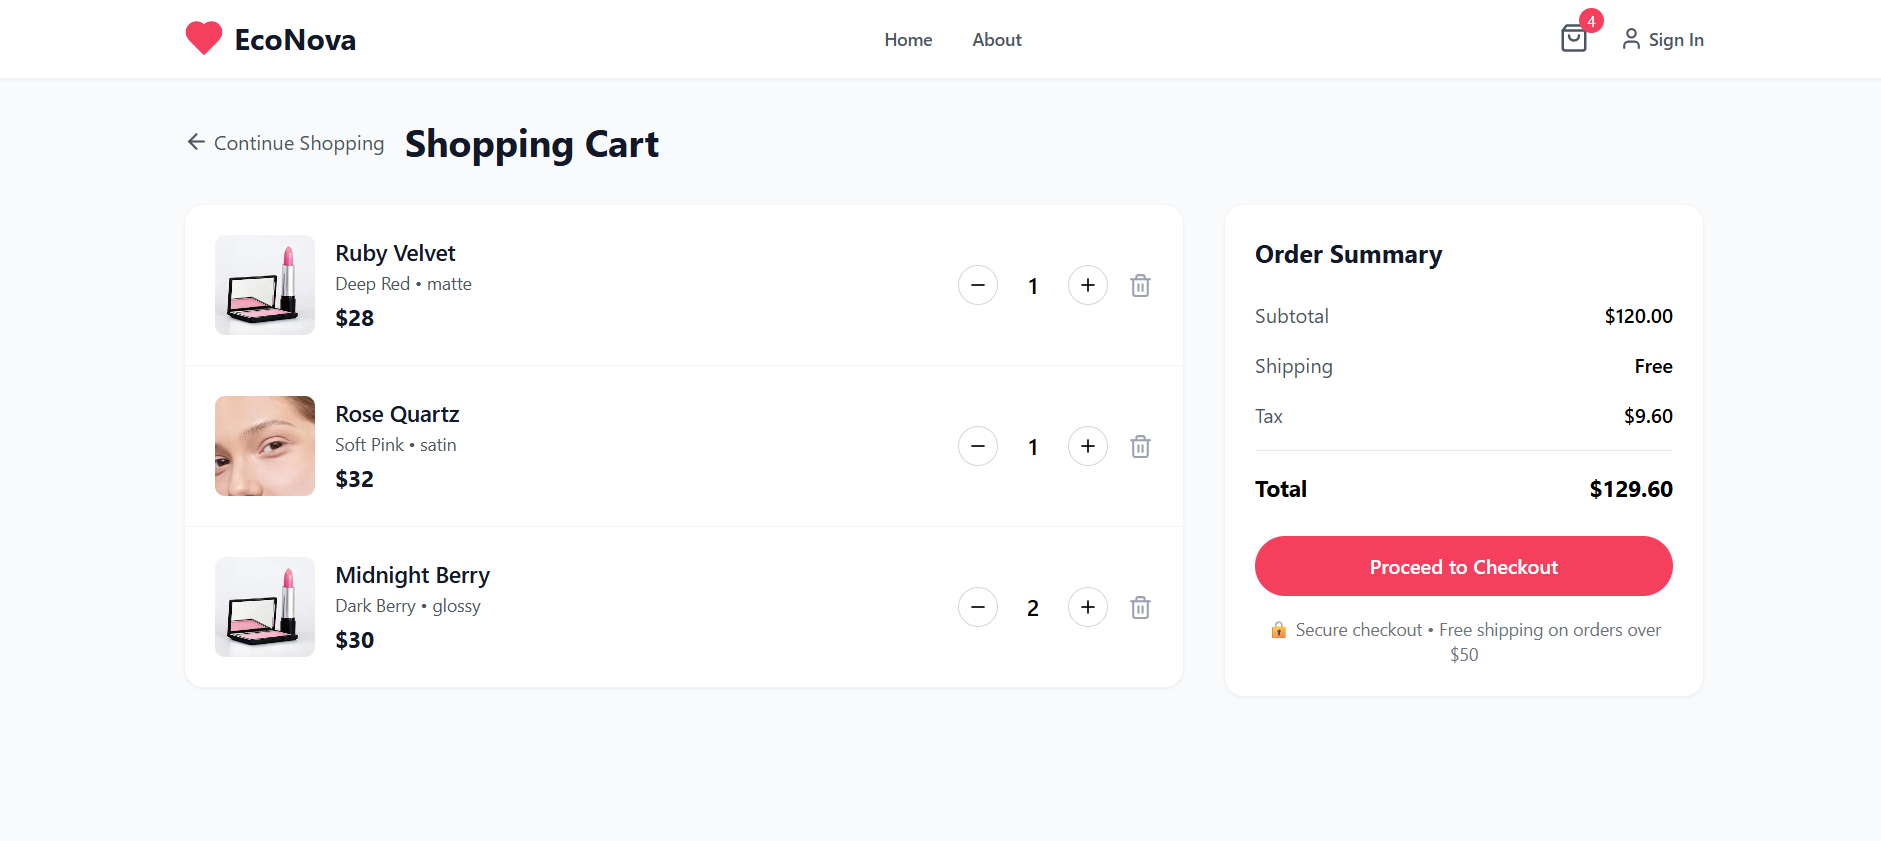 EcoNova
Home About
4
Sign In
Continue Shopping
Shopping Cart
Ruby Velvet
Deep Red • matte
$28
1
Rose Quartz
Soft Pink • satin
$32
1
Midnight Berry
Dark Berry • glossy
$30
2
Order Summary
Subtotal $120.00
Shipping Free
Tax $9.60
Total $129.60
Proceed to Checkout
🔒 Secure checkout • Free shipping on orders over
$50